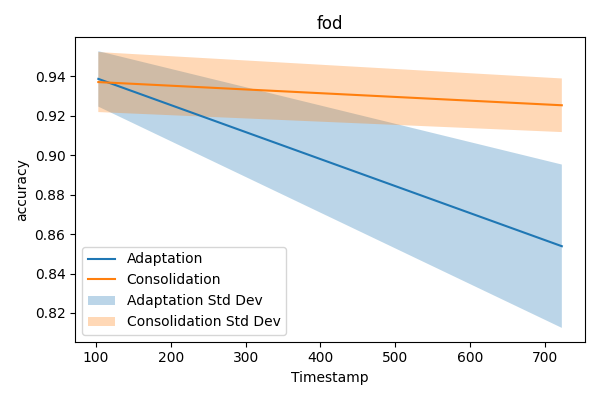 fod
accuracy
0.94
0.92
0.90
0.88
0.86
0.84
0.82
Adaptation
Consolidation
Adaptation Std Dev
Consolidation Std Dev
100 200 300 400 500 600 700
Timestamp